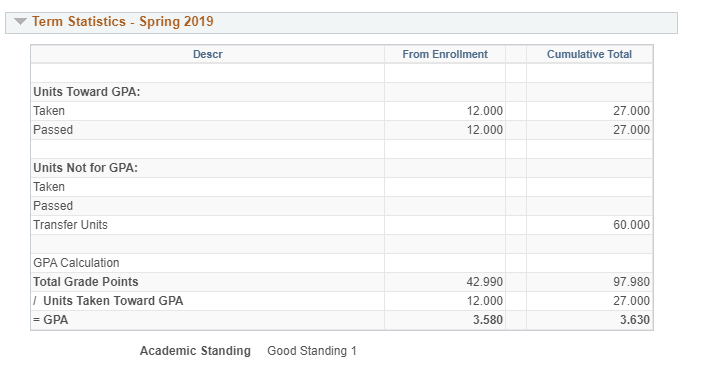 Term Statistics - Spring 2019
Descr From Enrollment Cumulative Total
Units Toward GPA:
Taken 12.000 27.000
Passed 12.000 27.000
Units Not for GPA:
Taken
Passed
Transfer Units 60.000
GPA Calculation
Total Grade Points 42.990 97.980
/ Units Taken Toward GPA 12.000 27.000
= GPA 3.580 3.630
Academic Standing Good Standing 1